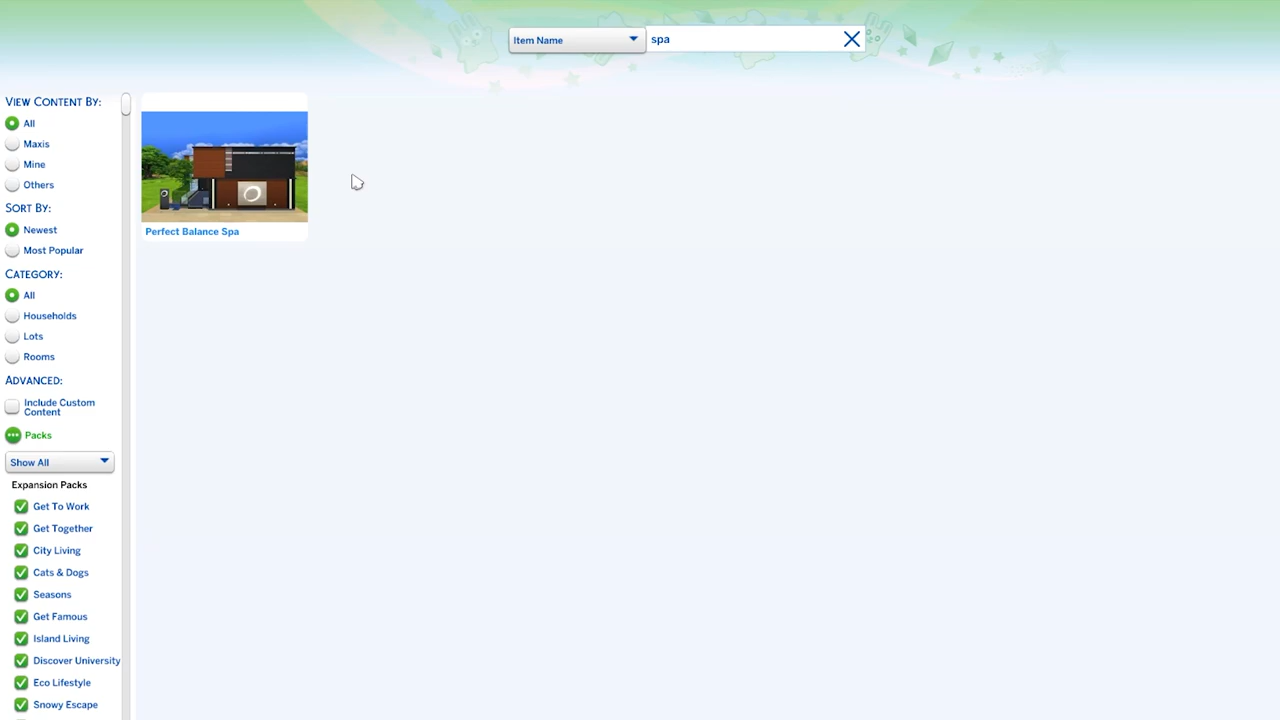 Item Name
spa
VIEW CONTENT BY:
All
Maxis
Mine
Others
SORT BY:
Newest
Most Popular
CATEGORY:
All
Households
Lots
Rooms
ADVANCED:
Include Custom
Content
Packs
Show All
Expansion Packs
Get To Work
Get Together
City Living
Cats & Dogs
Seasons
Get Famous
Island Living
Discover University
Eco Lifestyle
Snowy Escape
Perfect Balance Spa